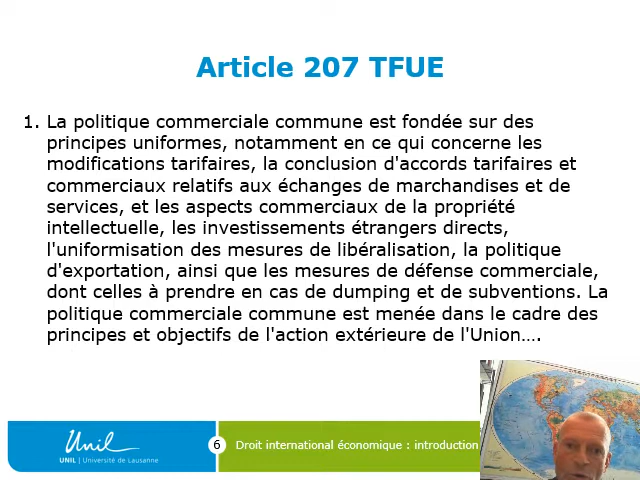 Article 207 TFUE
1. La politique commerciale commune est fondée sur des
principes uniformes, notamment en ce qui concerne les
modifications tarifaires, la conclusion d'accords tarifaires et
commerciaux relatifs aux échanges de marchandises et de
services, et les aspects commerciaux de la propriété
intellectuelle, les investissements étrangers directs,
l'uniformisation des mesures de libéralisation, la politique
d'exportation, ainsi que les mesures de défense commerciale,
dont celles à prendre en cas de dumping et de subventions. La
politique commerciale commune est menée dans le cadre des
principes et objectifs de l'action extérieure de l'Union….
Unil
UNIL | Université de Lausanne
6
Droit international économique : introduction